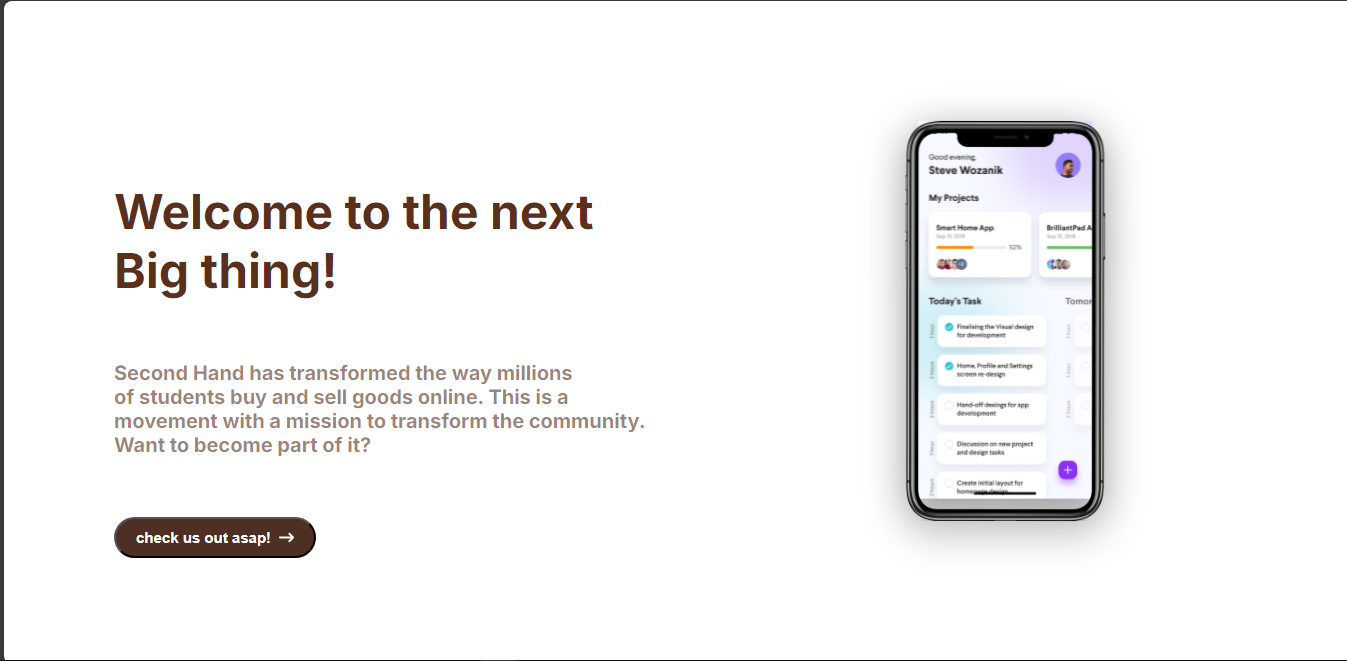 Welcome to the next
Big thing!
Second Hand has transformed the way millions
of students buy and sell goods online. This is a
movement with a mission to transform the community.
Want to become part of it?
check us out asap! →
Good evening,
Steve Wozanik
My Projects
Smart Home App
BrilliantPad A
Sep 12, 2018
52%
Today's Task
Tomor
1 hour
Finalising the Visual design
for development
2 hours
Home, Profile and Settings
screen re-design
2 hours
Hand-off desings for app
development
1 hour
Discussion on new project
and design tasks
2 hours
Create initial layout for
homepage design